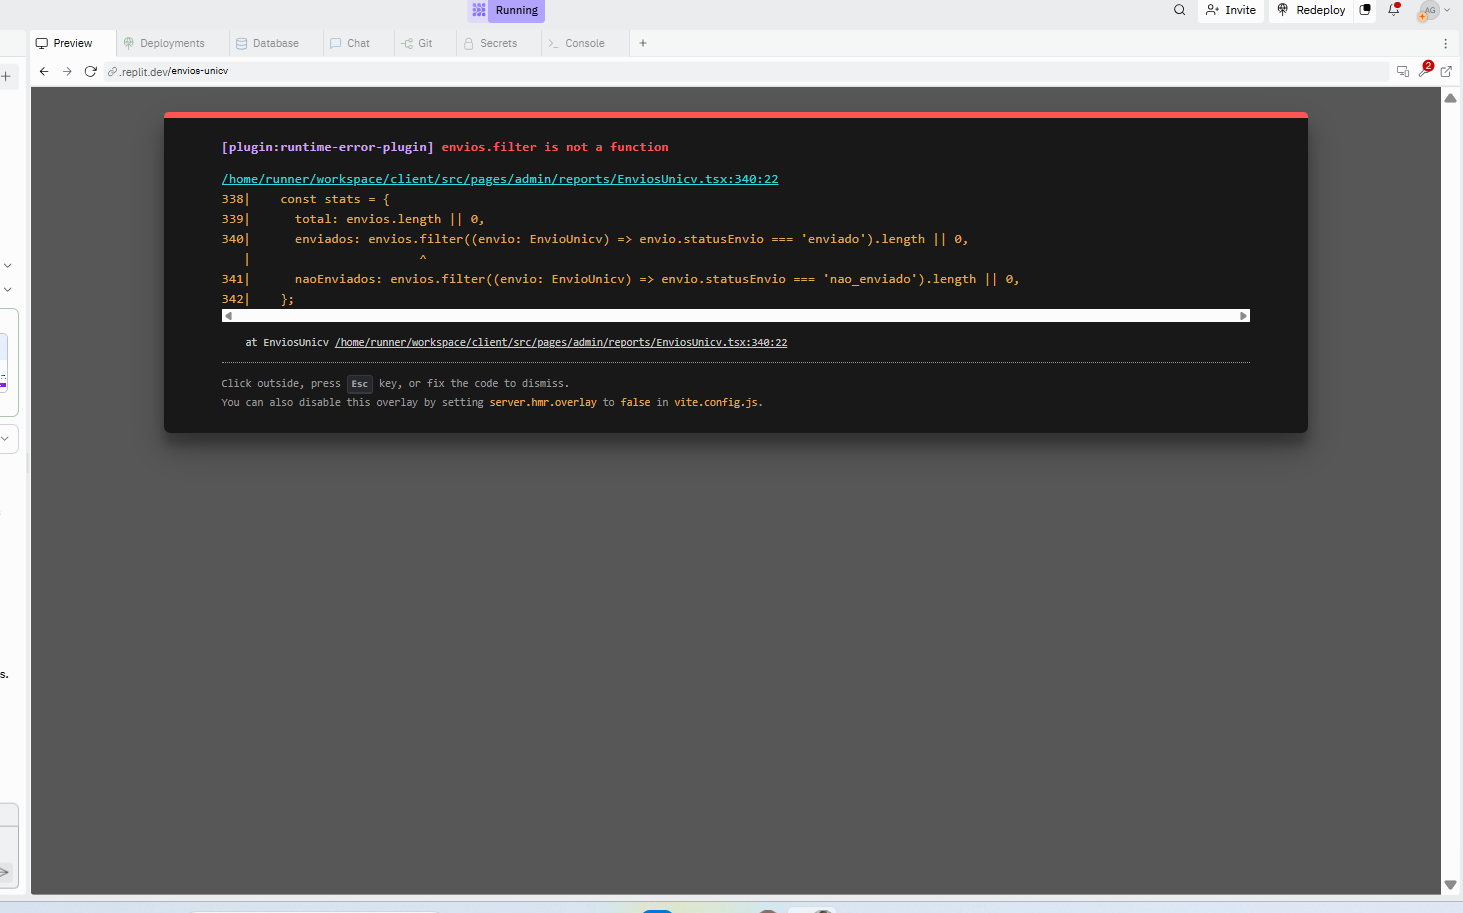 Running
Invite
Redeploy
AG
Preview
Deployments
Database
Chat
Git
Secrets
Console
.replit.dev/envios-unicv
2
[plugin:runtime-error-plugin] envios.filter is not a function
/home/runner/workspace/client/src/pages/admin/reports/EnviosUnicv.tsx:340:22
338|    const stats = {
339|      total: envios.length || 0,
340|      enviados: envios.filter((envio: EnvioUnicv) => envio.statusEnvio === 'enviado').length || 0,
|                       ^
341|      naoEnviados: envios.filter((envio: EnvioUnicv) => envio.statusEnvio === 'nao_enviado').length || 0,
342|    };
at EnviosUnicv /home/runner/workspace/client/src/pages/admin/reports/EnviosUnicv.tsx:340:22
Click outside, press Esc key, or fix the code to dismiss.
You can also disable this overlay by setting server.hmr.overlay to false in vite.config.js.
s.